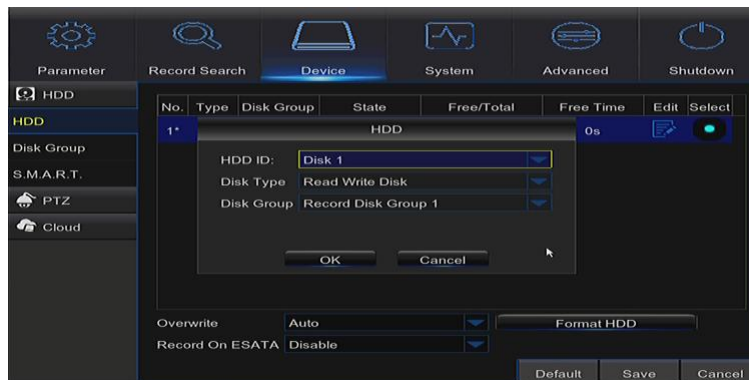 Parameter Record Search Device System Advanced Shutdown
HDD
HDD
Disk Group
S.M.A.R.T.
PTZ
Cloud
No. Type Disk Group State Free/Total Free Time Edit Select
1* 0s
HDD
HDD ID: Disk 1
Disk Type Read Write Disk
Disk Group Record Disk Group 1
OK Cancel
Overwrite Auto Format HDD
Record On ESATA Disable
Default Save Cancel